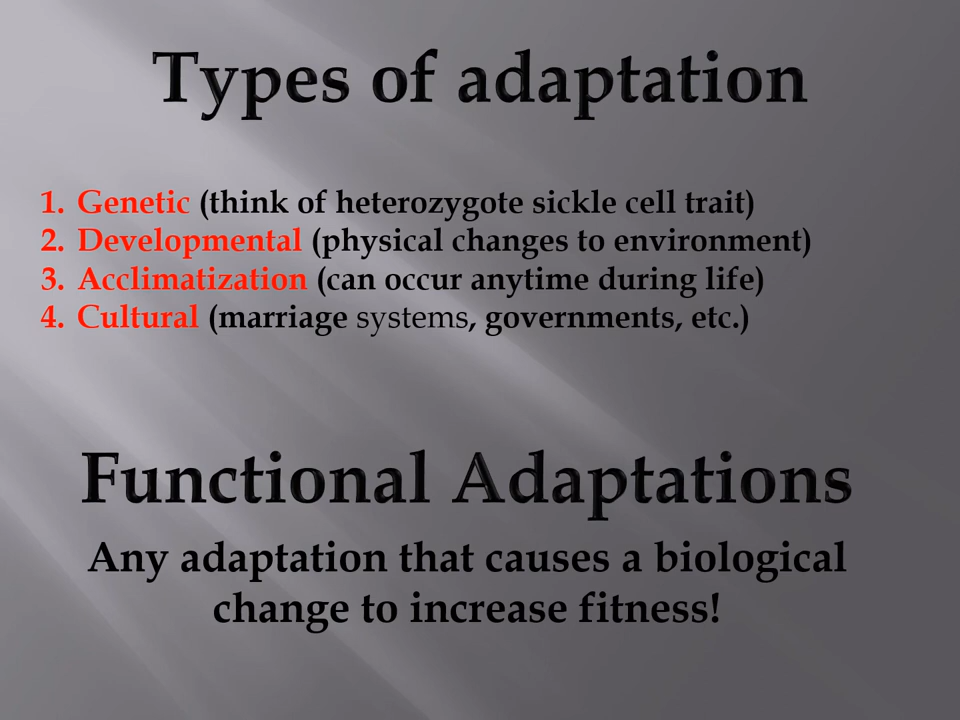 Types of adaptation
1. Genetic (think of heterozygote sickle cell trait)
2. Developmental (physical changes to environment)
3. Acclimatization (can occur anytime during life)
4. Cultural (marriage systems, governments, etc.)
Functional Adaptations
Any adaptation that causes a biological
change to increase fitness!